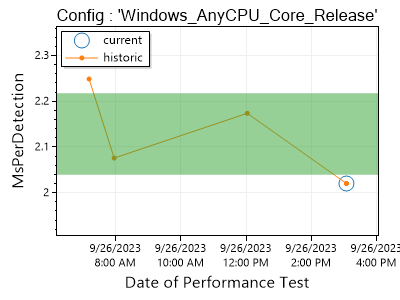 Config : 'Windows_AnyCPU_Core_Release'
current
historic
MsPerDetection
2.3
2.2
2.1
2
9/26/2023 9/26/2023 9/26/2023 9/26/2023 9/26/2023
8:00 AM 10:00 AM 12:00 PM 2:00 PM 4:00 PM
Date of Performance Test